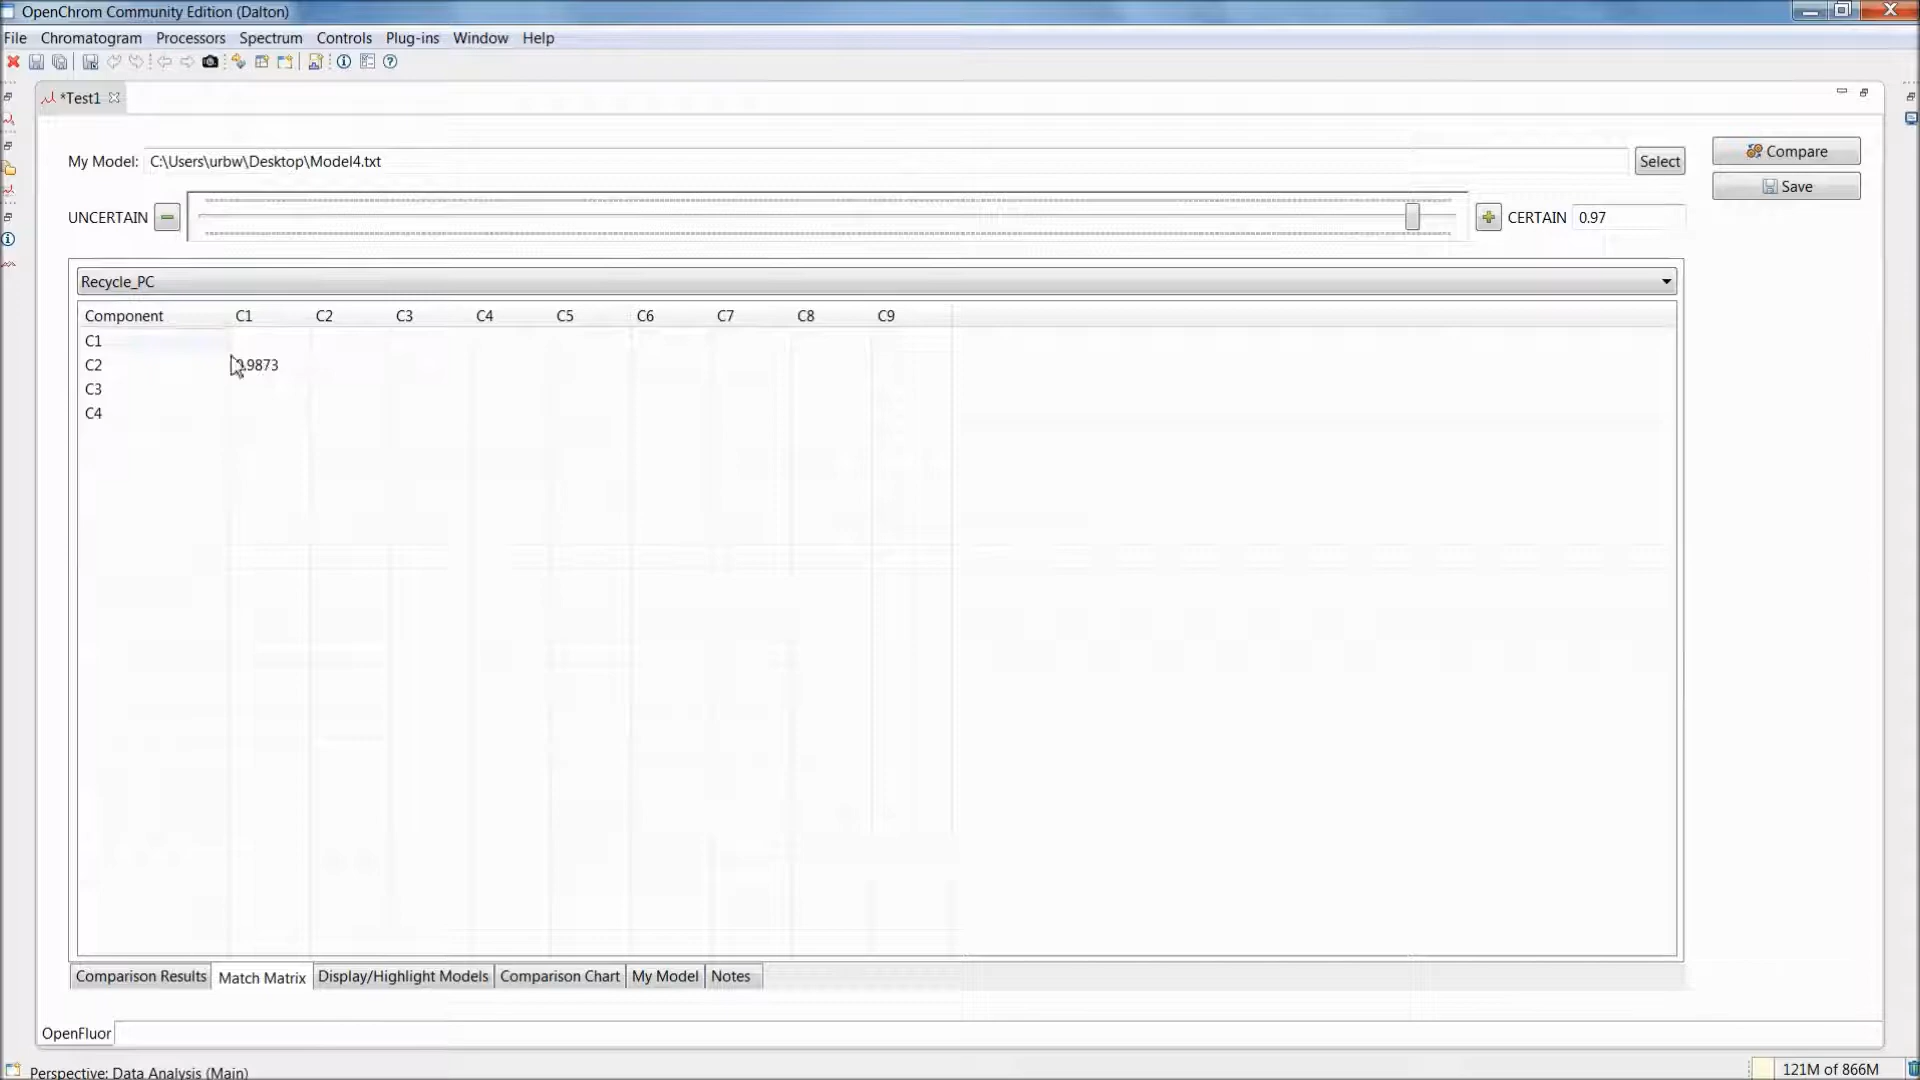 OpenChrom Community Edition (Dalton)
File Chromatogram Processors Spectrum Controls Plug-ins Window Help
*Test1
My Model: C:\Users\urbw\Desktop\Model4.txt Select Compare
Save
UNCERTAIN CERTAIN 0.97
Recycle_PC
Component C1 C2 C3 C4 C5 C6 C7 C8 C9
C1
C2 .9873
C3
C4
Comparison Results Match Matrix Display/Highlight Models Comparison Chart My Model Notes
OpenFluor
Perspective: Data Analysis (Main) 121M of 866M